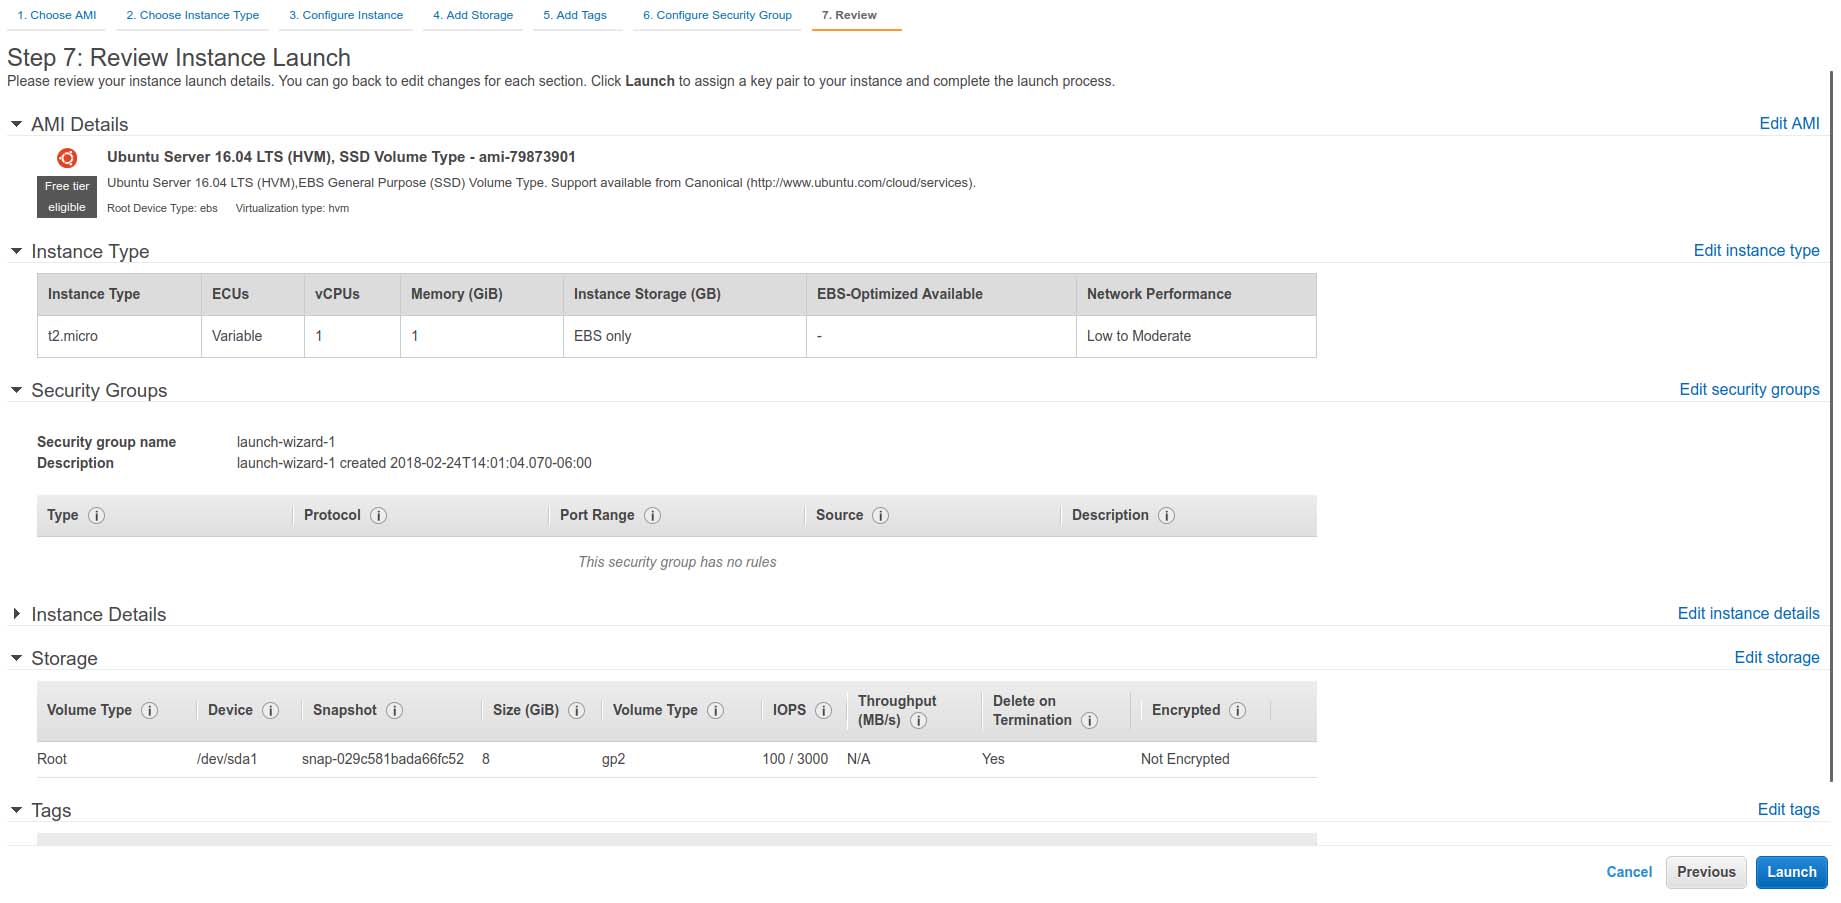 1. Choose AMI 2. Choose Instance Type 3. Configure Instance 4. Add Storage 5. Add Tags 6. Configure Security Group 7. Review
Step 7: Review Instance Launch
Please review your instance launch details. You can go back to edit changes for each section. Click Launch to assign a key pair to your instance and complete the launch process.
AMI Details Edit AMI
Ubuntu Server 16.04 LTS (HVM), SSD Volume Type - ami-79873901
Free tier eligible
Ubuntu Server 16.04 LTS (HVM),EBS General Purpose (SSD) Volume Type. Support available from Canonical (http://www.ubuntu.com/cloud/services).
Root Device Type: ebs Virtualization type: hvm
Instance Type Edit instance type
Instance Type ECUs vCPUs Memory (GiB) Instance Storage (GB) EBS-Optimized Available Network Performance
t2.micro Variable 1 1 EBS only - Low to Moderate
Security Groups Edit security groups
Security group name launch-wizard-1
Description launch-wizard-1 created 2018-02-24T14:01:04.070-06:00
Type i Protocol i Port Range i Source i Description i
This security group has no rules
Instance Details Edit instance details
Storage Edit storage
Volume Type i Device i Snapshot i Size (GiB) i Volume Type i IOPS i Throughput (MB/s) i Delete on Termination i Encrypted i
Root /dev/sda1 snap-029c581bada66fc52 8 gp2 100 / 3000 N/A Yes Not Encrypted
Tags Edit tags
Cancel Previous Launch